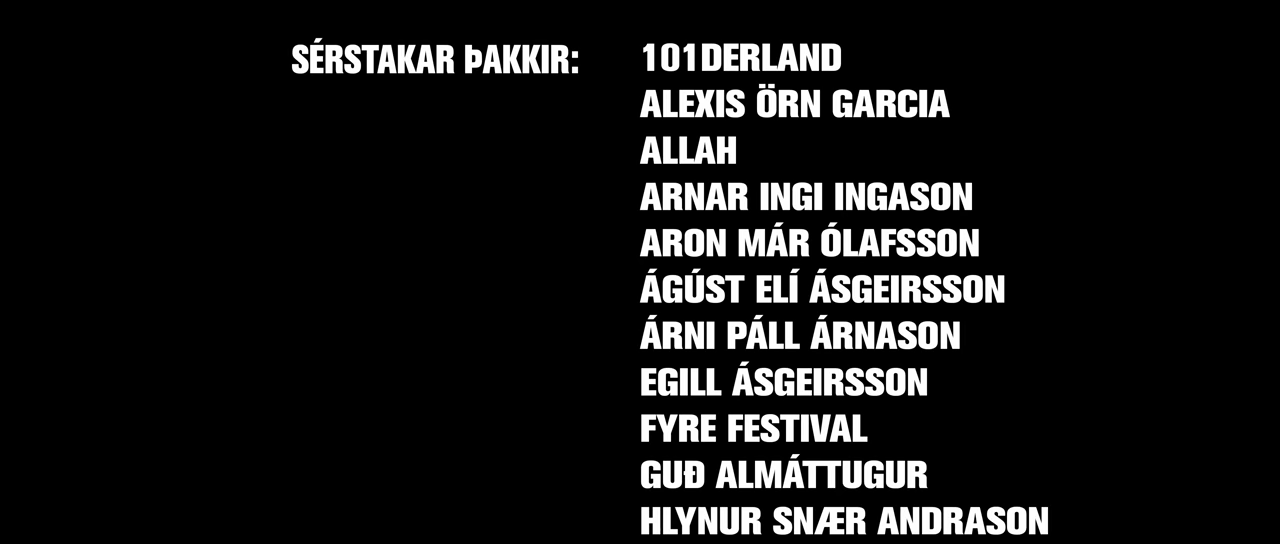 SÉRSTAKAR ÞAKKIR: 101DERLAND
ALEXIS ÖRN GARCIA
ALLAH
ARNAR INGI INGASON
ARON MÁR ÓLAFSSON
ÁGÚST ELÍ ÁSGEIRSSON
ÁRNI PÁLL ÁRNASON
EGILL ÁSGEIRSSON
FYRE FESTIVAL
GUÐ ALMÁTTUGUR
HLYNUR SNÆR ANDRASON